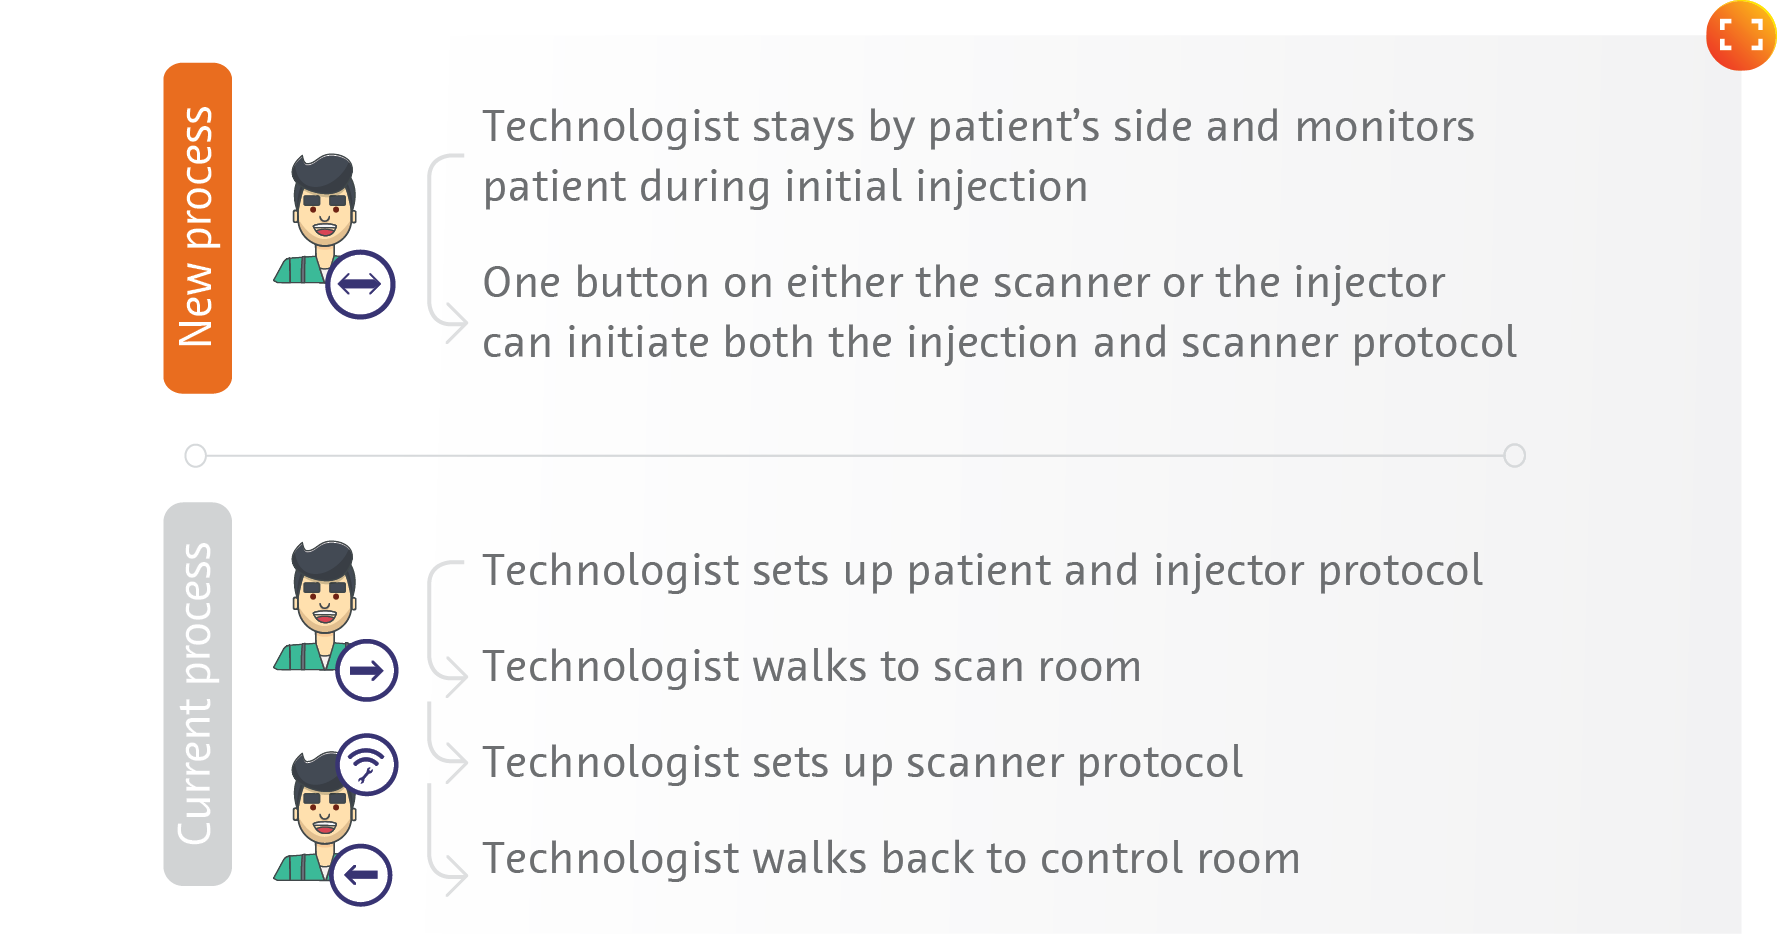 New process
Technologist stays by patient’s side and monitors
patient during initial injection
One button on either the scanner or the injector
can initiate both the injection and scanner protocol
Current process
Technologist sets up patient and injector protocol
Technologist walks to scan room
Technologist sets up scanner protocol
Technologist walks back to control room